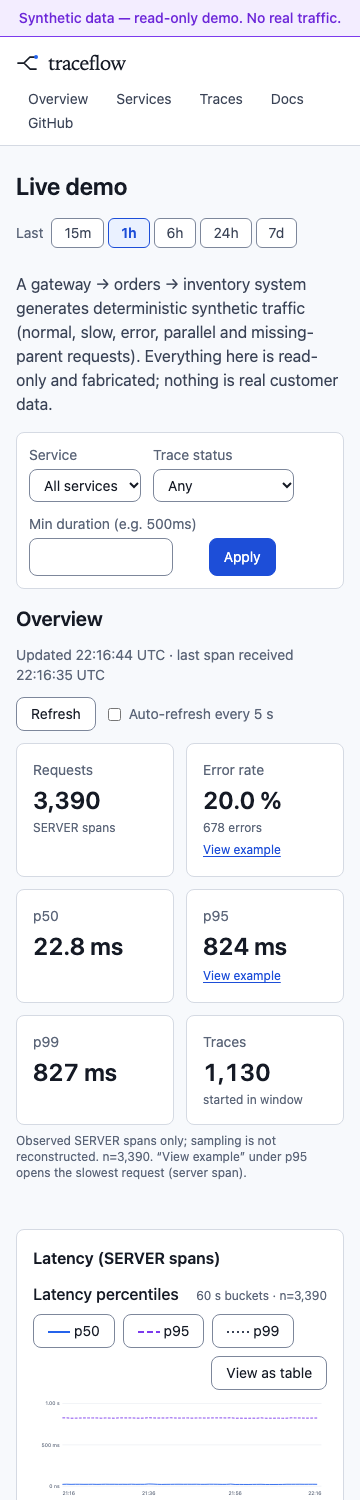 Synthetic data — read-only demo. No real traffic.
traceflow
Overview Services Traces Docs
GitHub
Live demo
Last 15m 1h 6h 24h 7d
A gateway → orders → inventory system
generates deterministic synthetic traffic
(normal, slow, error, parallel and missing-
parent requests). Everything here is read-
only and fabricated; nothing is real customer
data.
Service Trace status
All services Any
Min duration (e.g. 500ms)
Apply
Overview
Updated 22:16:44 UTC · last span received
22:16:35 UTC
Refresh Auto-refresh every 5 s
Requests Error rate
3,390 20.0 %
SERVER spans 678 errors
View example
p50 p95
22.8 ms 824 ms
View example
p99 Traces
827 ms 1,130
started in window
Observed SERVER spans only; sampling is not
reconstructed. n=3,390. “View example” under p95
opens the slowest request (server span).
Latency (SERVER spans)
Latency percentiles 60 s buckets · n=3,390
p50 p95 p99
View as table
1.00 s
500 ms
0 ns
21:16 21:36 21:56 22:16